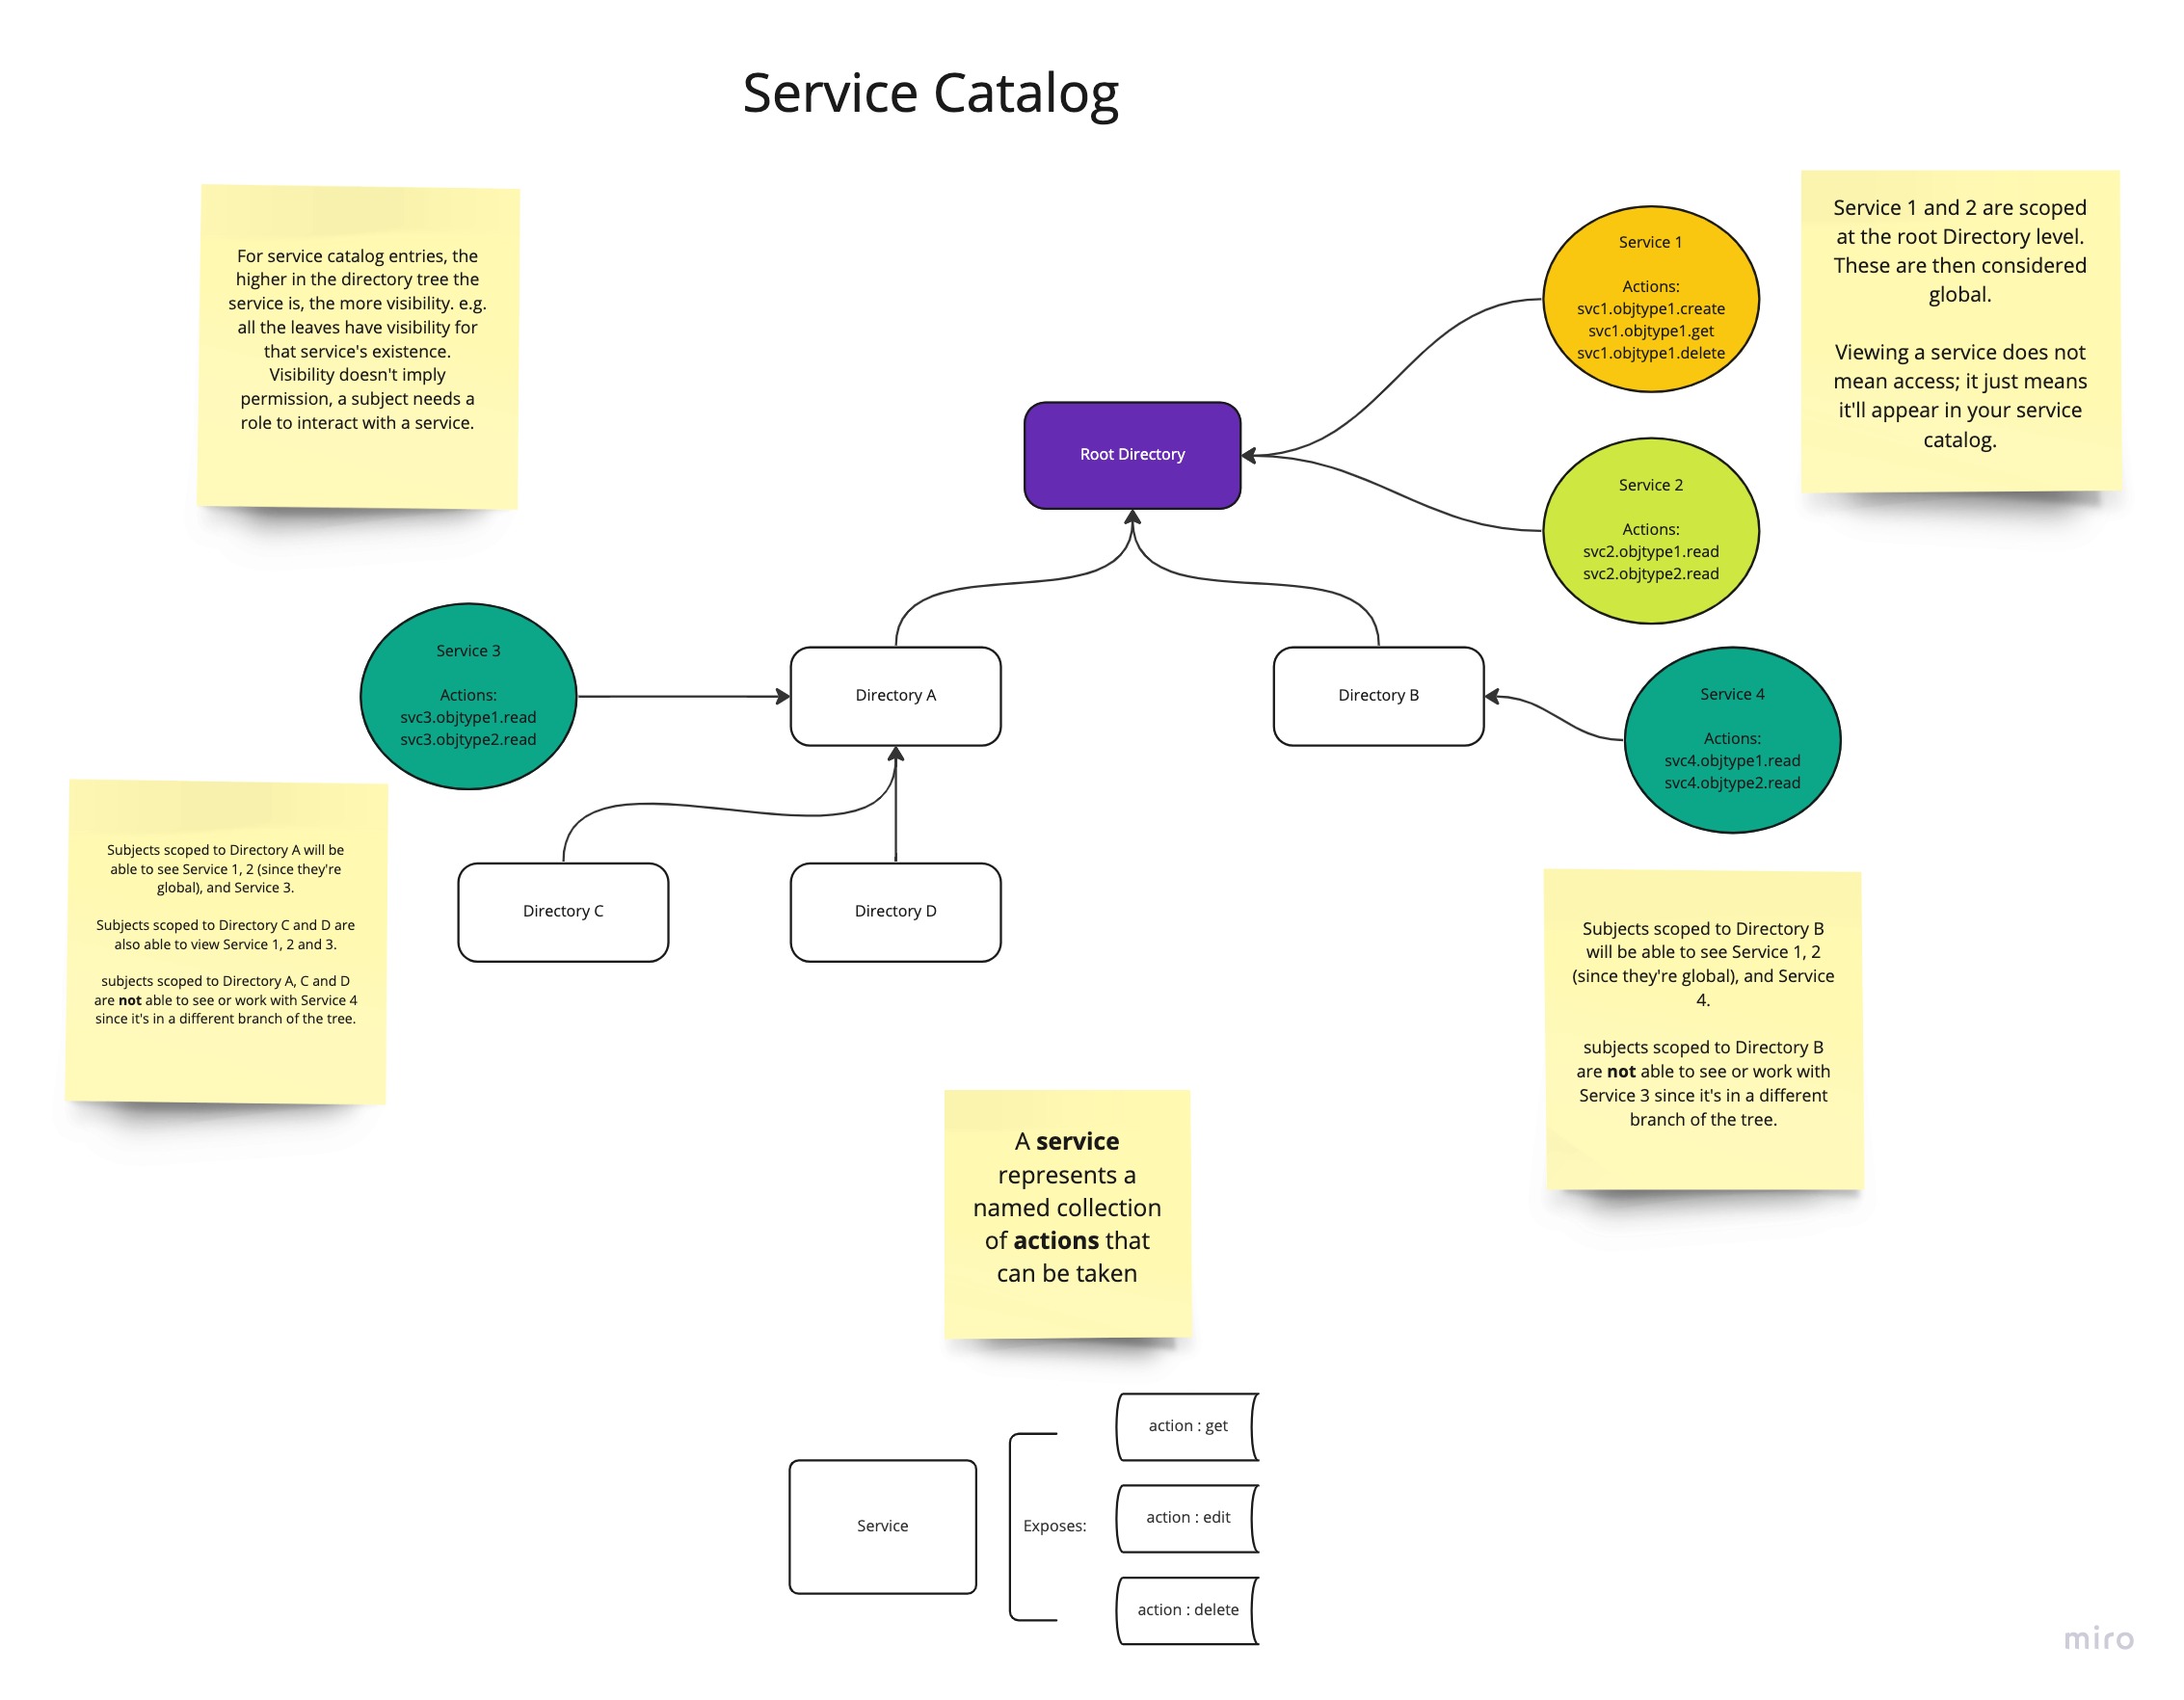 Service Catalog
For service catalog entries, the
higher in the directory tree the
service is, the more visibility. e.g.
all the leaves have visibility for
that service's existence.
Visibility doesn't imply
permission, a subject needs a
role to interact with a service.
Service 1
Actions:
svc1.objtype1.create
svc1.objtype1.get
svc1.objtype1.delete
Service 1 and 2 are scoped
at the root Directory level.
These are then considered
global.
Viewing a service does not
mean access; it just means
it'll appear in your service
catalog.
Root Directory
Service 2
Actions:
svc2.objtype1.read
svc2.objtype2.read
Service 3
Actions:
svc3.objtype1.read
svc3.objtype2.read
Directory A
Directory B
Service 4
Actions:
svc4.objtype1.read
svc4.objtype2.read
Subjects scoped to Directory A will be
able to see Service 1, 2 (since they're
global), and Service 3.
Subjects scoped to Directory C and D are
also able to view Service 1, 2 and 3.
subjects scoped to Directory A, C and D
are not able to see or work with Service 4
since it's in a different branch of the tree.
Directory C
Directory D
Subjects scoped to Directory B
will be able to see Service 1, 2
(since they're global), and Service
4.
subjects scoped to Directory B
are not able to see or work with
Service 3 since it's in a different
branch of the tree.
A service
represents a
named collection
of actions that
can be taken
Service
Exposes:
action : get
action : edit
action : delete
miro